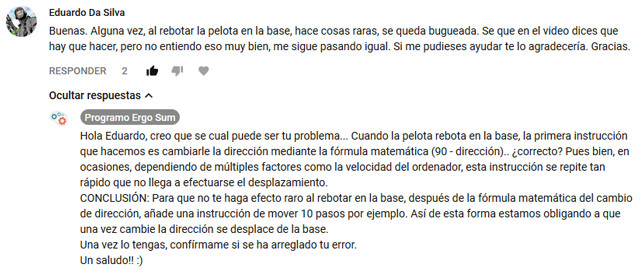 Eduardo Da Silva
Buenas. Alguna vez, al rebotar la pelota en la base, hace cosas raras, se queda bugueada. Se que en el video dices que
hay que hacer, pero no entiendo eso muy bien, me sigue pasando igual. Si me pudieses ayudar te lo agradecería. Gracias.
RESPONDER 2
Ocultar respuestas
Programo Ergo Sum
Hola Eduardo, creo que se cual puede ser tu problema... Cuando la pelota rebota en la base, la primera instrucción
que hacemos es cambiarle la dirección mediante la fórmula matemática (90 - dirección).. ¿correcto? Pues bien, en
ocasiones, dependiendo de múltiples factores como la velocidad del ordenador, esta instrucción se repite tan
rápido que no llega a efectuarse el desplazamiento.
CONCLUSIÓN: Para que no te haga efecto raro al rebotar en la base, después de la fórmula matemática del cambio
de dirección, añade una instrucción de mover 10 pasos por ejemplo. Así de esta forma estamos obligando a que
una vez cambie la dirección se desplace de la base.
Una vez lo tengas, confírmame si se ha arreglado tu error.
Un saludo!! :)